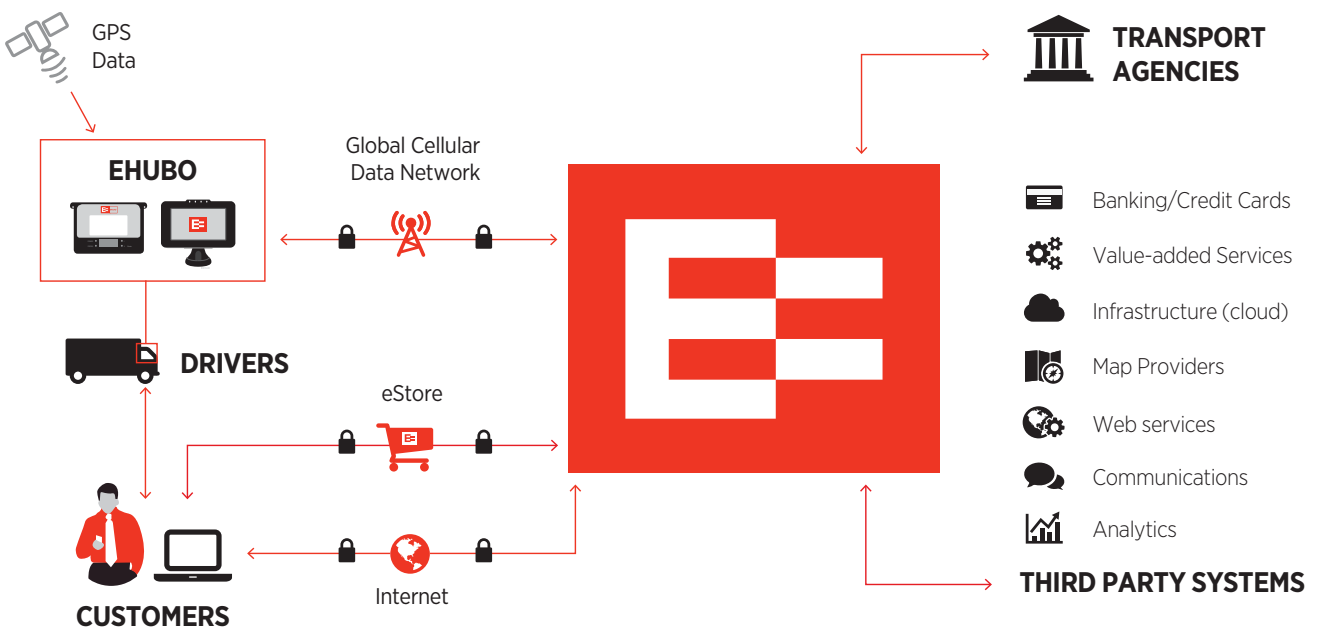 GPS
Data
EHUBO
Global Cellular
Data Network
DRIVERS
eStore
Internet
CUSTOMERS
TRANSPORT
AGENCIES
Banking/Credit Cards
Value-added Services
Infrastructure (cloud)
Map Providers
Web services
Communications
Analytics
THIRD PARTY SYSTEMS